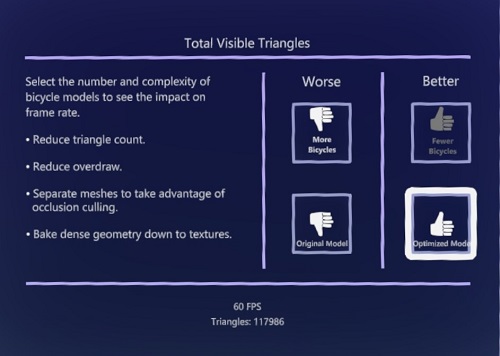 Total Visible Triangles
Select the number and complexity of
bicycle models to see the impact on
frame rate.
• Reduce triangle count.
• Reduce overdraw.
• Separate meshes to take advantage of
occlusion culling.
• Bake dense geometry down to textures.
Worse
Better
More
Bicycles
Fewer
Bicycles
Original Model
Optimized Model
60 FPS
Triangles: 117986